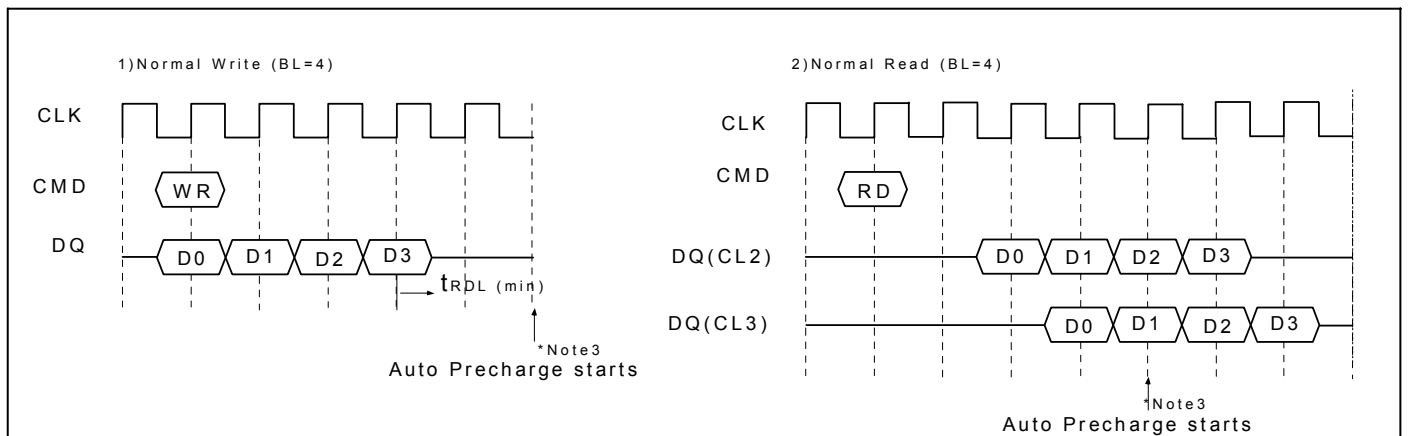 1)Normal Write (BL=4)
CLK
CMD
WR
DQ
D0 D1 D2 D3
tRDL (min)
*Note3
Auto Precharge starts
2)Normal Read (BL=4)
CLK
CMD
RD
DQ(CL2)
D0 D1 D2 D3
DQ(CL3)
D0 D1 D2 D3
*Note3
Auto Precharge starts